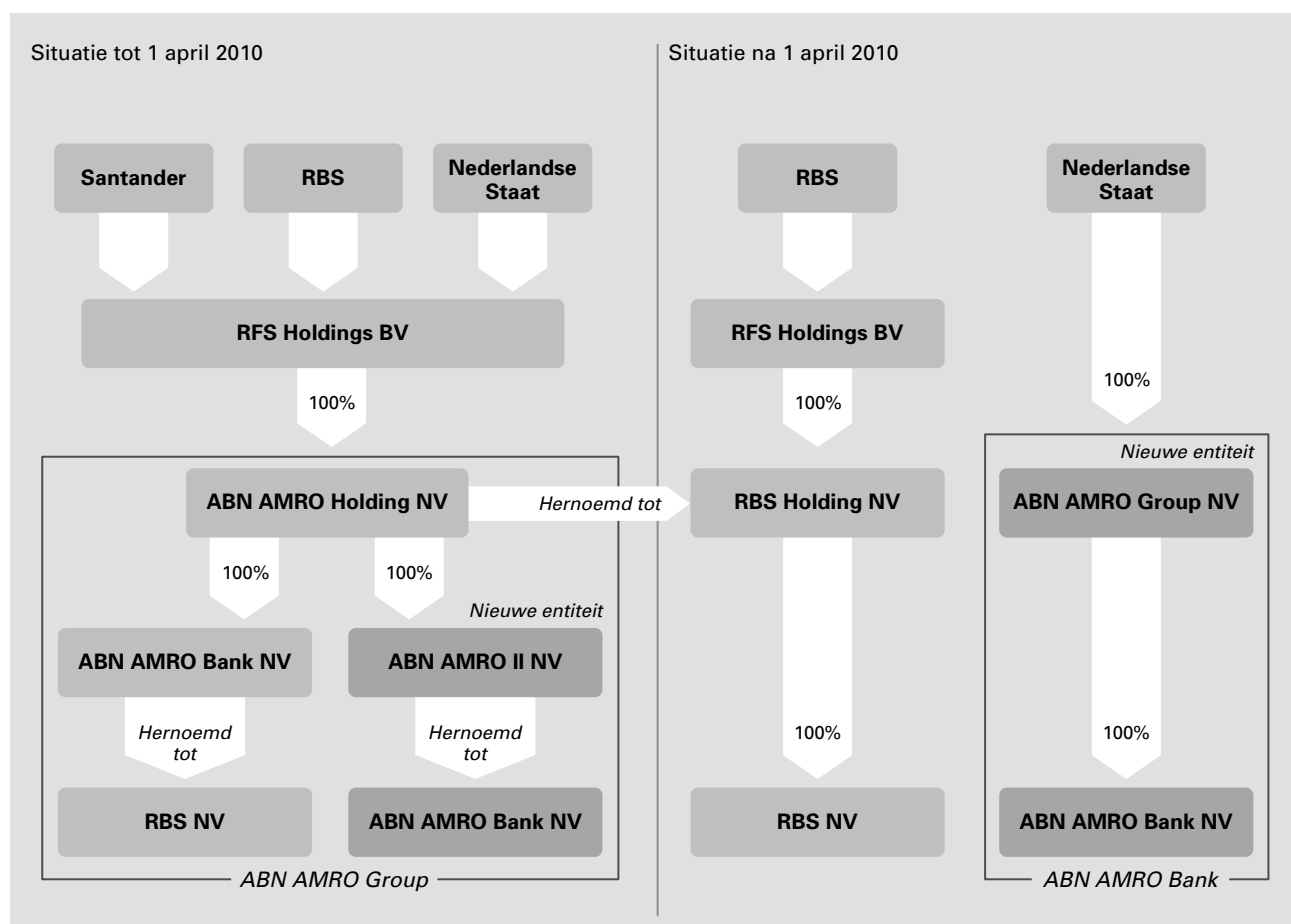 Situatie tot 1 april 2010
Santander
RBS
Nederlandse
Staat
RFS Holdings BV
100%
ABN AMRO Holding NV
Hernoemd tot
100%
100%
Nieuwe entiteit
ABN AMRO Bank NV
ABN AMRO II NV
Hernoemd
tot
Hernoemd
tot
RBS NV
ABN AMRO Bank NV
ABN AMRO Group
Situatie na 1 april 2010
RBS
Nederlandse
Staat
RFS Holdings BV
100%
100%
Nieuwe entiteit
RBS Holding NV
ABN AMRO Group NV
100%
100%
RBS NV
ABN AMRO Bank NV
ABN AMRO Bank